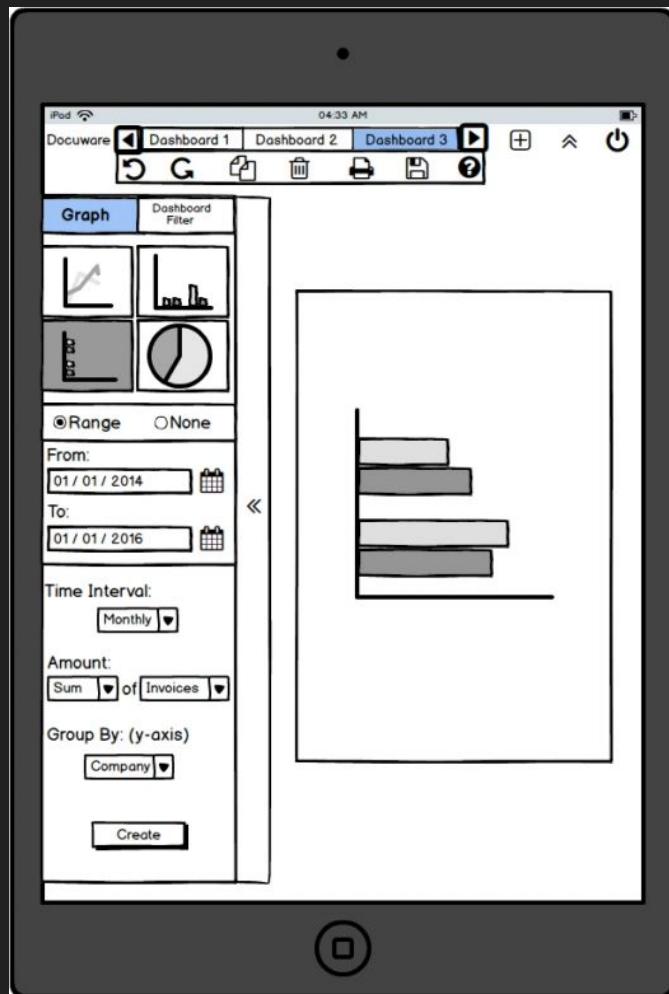 iPod 04:33 AM
Docuware Dashboard 1 Dashboard 2 Dashboard 3
?
Graph Dashboard
Filter
Range None
From:
01 / 01 / 2014
To:
01 / 01 / 2016
Time Interval:
Monthly
Amount:
Sum of Invoices
Group By: (y-axis)
Company
Create